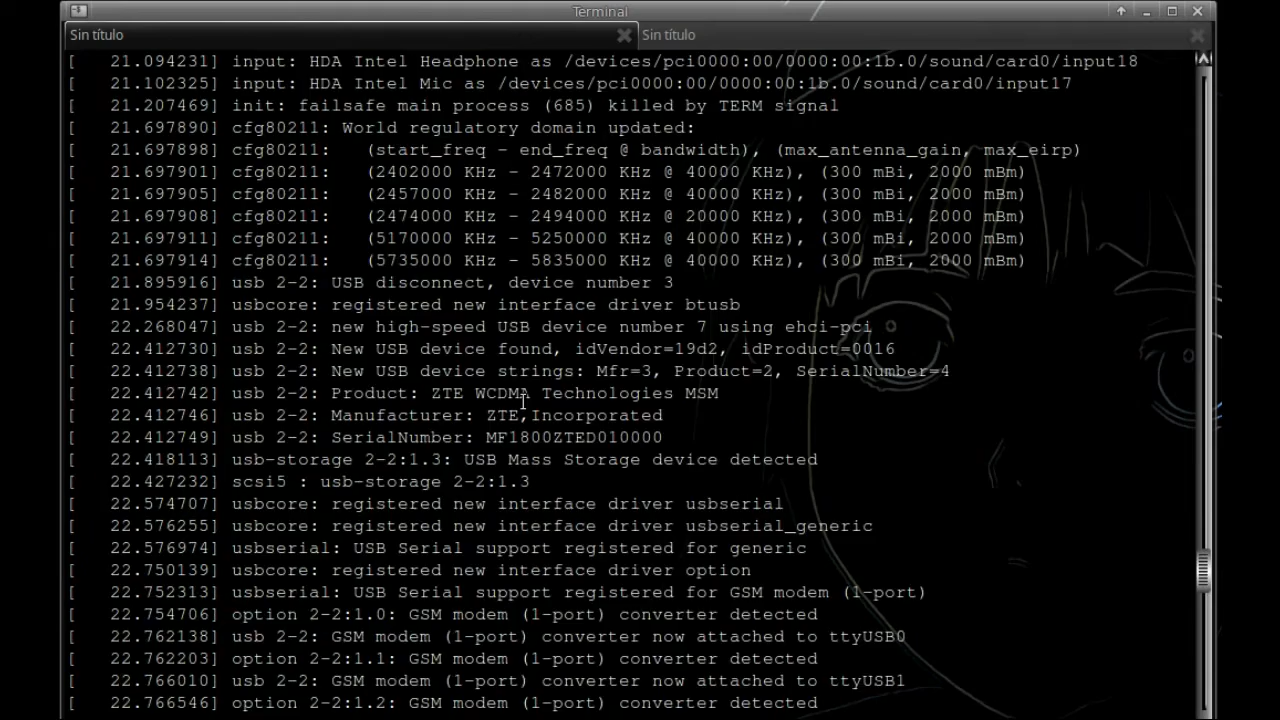 Terminal
Sin título
Sin título
[   21.094231] input: HDA Intel Headphone as /devices/pci0000:00/0000:00:1b.0/sound/card0/input18
[   21.102325] input: HDA Intel Mic as /devices/pci0000:00/0000:00:1b.0/sound/card0/input17
[   21.207469] init: failsafe main process (685) killed by TERM signal
[   21.697890] cfg80211: World regulatory domain updated:
[   21.697898] cfg80211:   (start_freq - end_freq @ bandwidth), (max_antenna_gain, max_eirp)
[   21.697901] cfg80211:   (2402000 KHz - 2472000 KHz @ 40000 KHz), (300 mBi, 2000 mBm)
[   21.697905] cfg80211:   (2457000 KHz - 2482000 KHz @ 40000 KHz), (300 mBi, 2000 mBm)
[   21.697908] cfg80211:   (2474000 KHz - 2494000 KHz @ 20000 KHz), (300 mBi, 2000 mBm)
[   21.697911] cfg80211:   (5170000 KHz - 5250000 KHz @ 40000 KHz), (300 mBi, 2000 mBm)
[   21.697914] cfg80211:   (5735000 KHz - 5835000 KHz @ 40000 KHz), (300 mBi, 2000 mBm)
[   21.895916] usb 2-2: USB disconnect, device number 3
[   21.954237] usbcore: registered new interface driver btusb
[   22.268047] usb 2-2: new high-speed USB device number 7 using ehci-pci
[   22.412730] usb 2-2: New USB device found, idVendor=19d2, idProduct=0016
[   22.412738] usb 2-2: New USB device strings: Mfr=3, Product=2, SerialNumber=4
[   22.412742] usb 2-2: Product: ZTE WCDMA Technologies MSM
[   22.412746] usb 2-2: Manufacturer: ZTE,Incorporated
[   22.412749] usb 2-2: SerialNumber: MF1800ZTED010000
[   22.418113] usb-storage 2-2:1.3: USB Mass Storage device detected
[   22.427232] scsi5 : usb-storage 2-2:1.3
[   22.574707] usbcore: registered new interface driver usbserial
[   22.576255] usbcore: registered new interface driver usbserial_generic
[   22.576974] usbserial: USB Serial support registered for generic
[   22.750139] usbcore: registered new interface driver option
[   22.752313] usbserial: USB Serial support registered for GSM modem (1-port)
[   22.754706] option 2-2:1.0: GSM modem (1-port) converter detected
[   22.762138] usb 2-2: GSM modem (1-port) converter now attached to ttyUSB0
[   22.762203] option 2-2:1.1: GSM modem (1-port) converter detected
[   22.766010] usb 2-2: GSM modem (1-port) converter now attached to ttyUSB1
[   22.766546] option 2-2:1.2: GSM modem (1-port) converter detected